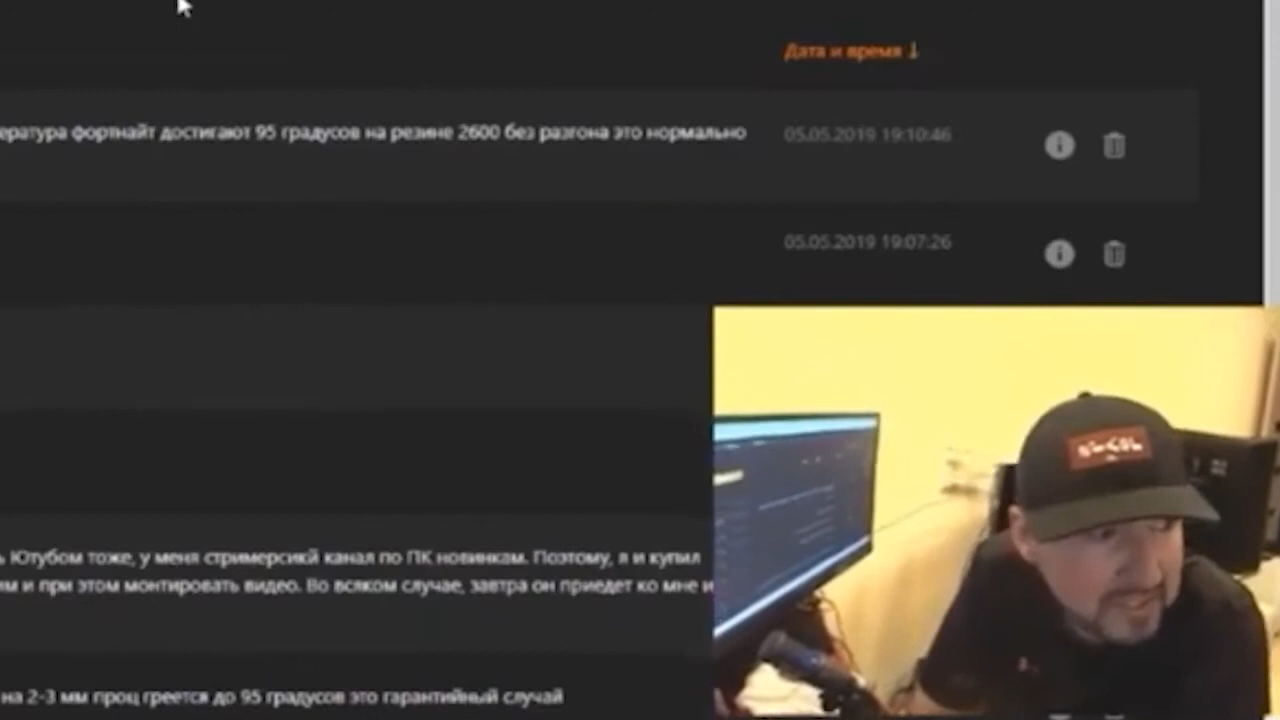 Дата и время ↓
ература фортнайт достигают 95 градусов на резине 2600 без разгона это нормально
05.05.2019 19:10:46
05.05.2019 19:07:26
ь Ютубом тоже, у меня стримерсикй канал по ПК новинкам. Поэтому, я и купил
им и при этом монтировать видео. Во всяком случае, завтра он приедет ко мне и
на 2-3 мм проц греется до 95 градусов это гарантийный случай